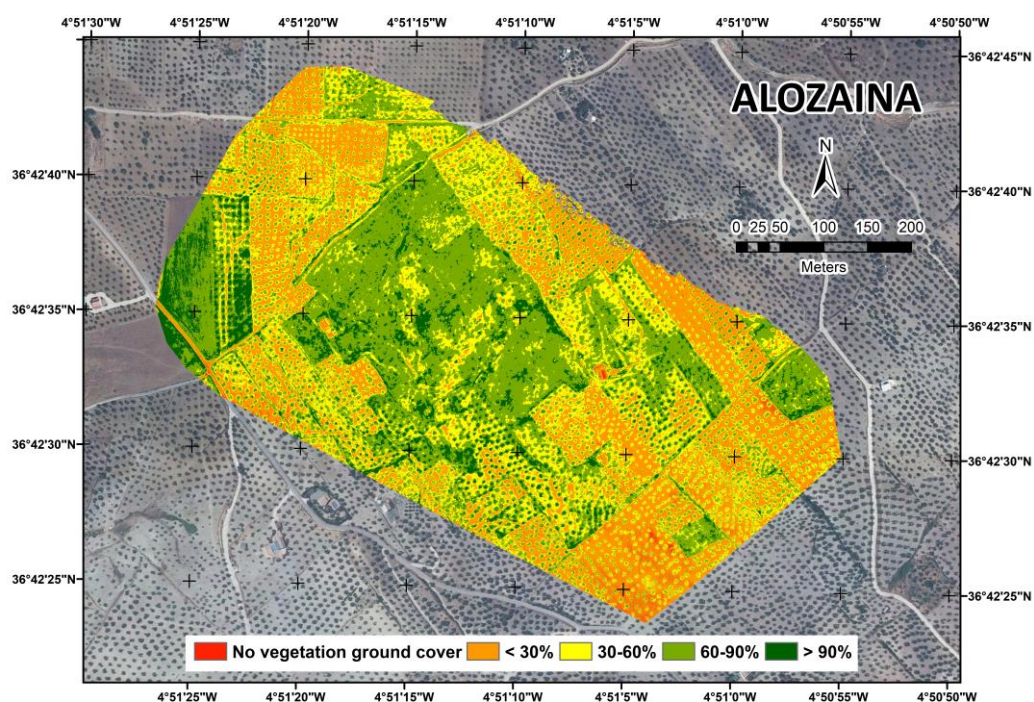 4°51'30"W 4°51'25"W 4°51'20"W 4°51'15"W 4°51'10"W 4°51'5"W 4°51'0"W 4°50'55"W 4°50'50"W
36°42'45"N
ALOZAINA
N
36°42'40"N 36°42'40"N
0 25 50 100 150 200
Meters
36°42'35"N 36°42'35"N
36°42'30"N 36°42'30"N
36°42'25"N 36°42'25"N
No vegetation ground cover < 30% 30-60% 60-90% > 90%
4°51'25"W 4°51'20"W 4°51'15"W 4°51'10"W 4°51'5"W 4°51'0"W 4°50'55"W 4°50'50"W